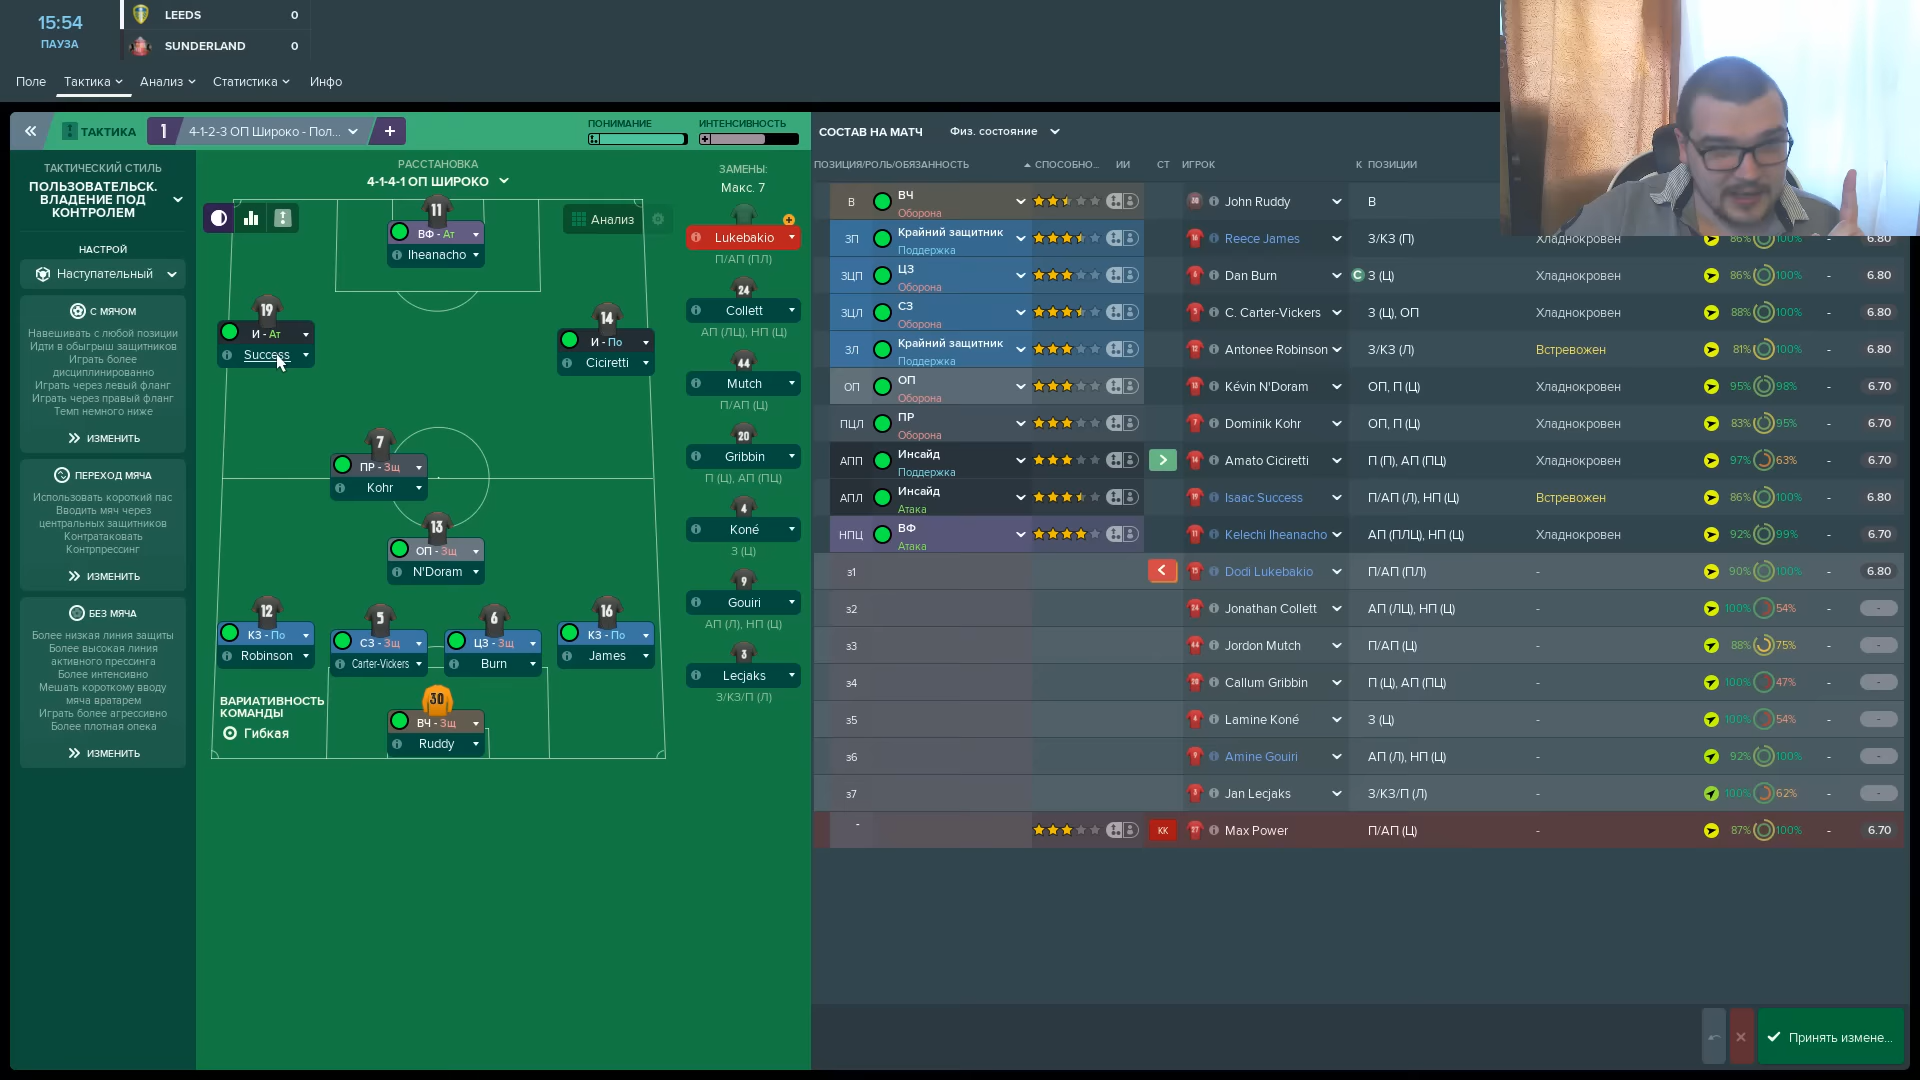 15:54
ПАУЗА
LEEDS 0
SUNDERLAND 0
Поле Тактика Анализ Статистика Инфо
ТАКТИКА 1 4-1-2-3 ОП Широко - Пол... +
ПОНИМАНИЕ ИНТЕНСИВНОСТЬ
ТАКТИЧЕСКИЙ СТИЛЬ
ПОЛЬЗОВАТЕЛЬСК.
ВЛАДЕНИЕ ПОД
КОНТРОЛЕМ
НАСТРОЙ
Наступательный
С МЯЧОМ
Навешивать с любой позиции
Идти в обыгрыш защитников
Играть более
дисциплинированно
Играть через левый фланг
Играть через правый фланг
Темп немного ниже
ИЗМЕНИТЬ
ПЕРЕХОД МЯЧА
Использовать короткий пас
Вводить мяч через
центральных защитников
Контратаковать
Контрпрессинг
ИЗМЕНИТЬ
БЕЗ МЯЧА
Более низкая линия защиты
Более высокая линия
активного прессинга
Более интенсивно
Мешать короткому вводу
мяча вратарем
Играть более агрессивно
Более плотная опека
ИЗМЕНИТЬ
РАССТАНОВКА
4-1-4-1 ОП ШИРОКО
Анализ
11
ВФ - Ат
Iheanacho
19
И - Ат
Success
14
И - По
Ciciretti
7
ПР - Зщ
Kohr
13
ОП - Зщ
N'Doram
12
КЗ - По
Robinson
5
СЗ - Зщ
Carter-Vickers
6
ЦЗ - Зщ
Burn
16
КЗ - По
James
30
ВЧ - Зщ
Ruddy
ВАРИАТИВНОСТЬ
КОМАНДЫ
Гибкая
ЗАМЕНЫ:
Макс. 7
Lukebakio
П/АП (ПЛ)
24
Collett
АП (ЛЦ), НП (Ц)
44
Mutch
П/АП (Ц)
20
Gribbin
П (Ц), АП (ПЦ)
4
Koné
З (Ц)
9
Gouiri
АП (Л), НП (Ц)
3
Lecjaks
З/КЗ/П (Л)
СОСТАВ НА МАТЧ Физ. состояние
ПОЗИЦИЯ/РОЛЬ/ОБЯЗАННОСТЬ СПОСОБНО... ИИ СТ ИГРОК К ПОЗИЦИИ
В ВЧ Оборона John Ruddy В
ЗП Крайний защитник Поддержка Reece James З/КЗ (П) Хладнокровен 86% 100% 6.80
ЗЦП ЦЗ Оборона Dan Burn C З (Ц) Хладнокровен 86% 100% - 6.80
ЗЦЛ СЗ Оборона C. Carter-Vickers З (Ц), ОП Хладнокровен 88% 100% - 6.80
ЗЛ Крайний защитник Поддержка Antonee Robinson З/КЗ (Л) Встревожен 81% 100% - 6.80
ОП ОП Оборона Kévin N'Doram ОП, П (Ц) Хладнокровен 95% 98% - 6.70
ПЦЛ ПР Оборона Dominik Kohr ОП, П (Ц) Хладнокровен 83% 95% - 6.70
АПП Инсайд Поддержка Amato Ciciretti П (П), АП (ПЦ) Хладнокровен 97% 63% - 6.70
АПЛ Инсайд Атака Isaac Success П/АП (Л), НП (Ц) Встревожен 86% 100% - 6.80
НПЦ ВФ Атака Kelechi Iheanacho АП (ПЛЦ), НП (Ц) Хладнокровен 92% 99% - 6.70
з1 Dodi Lukebakio П/АП (ПЛ) - 90% 100% - 6.80
з2 Jonathan Collett АП (ЛЦ), НП (Ц) - 100% 54% - -
з3 Jordon Mutch П/АП (Ц) - 88% 75% - -
з4 Callum Gribbin П (Ц), АП (ПЦ) - 100% 47% - -
з5 Lamine Koné З (Ц) - 100% 54% - -
з6 Amine Gouiri АП (Л), НП (Ц) - 92% 100% - -
з7 Jan Lecjaks З/КЗ/П (Л) - 100% 62% - -
- КК Max Power П/АП (Ц) - 87% 100% - 6.70
Принять измене...